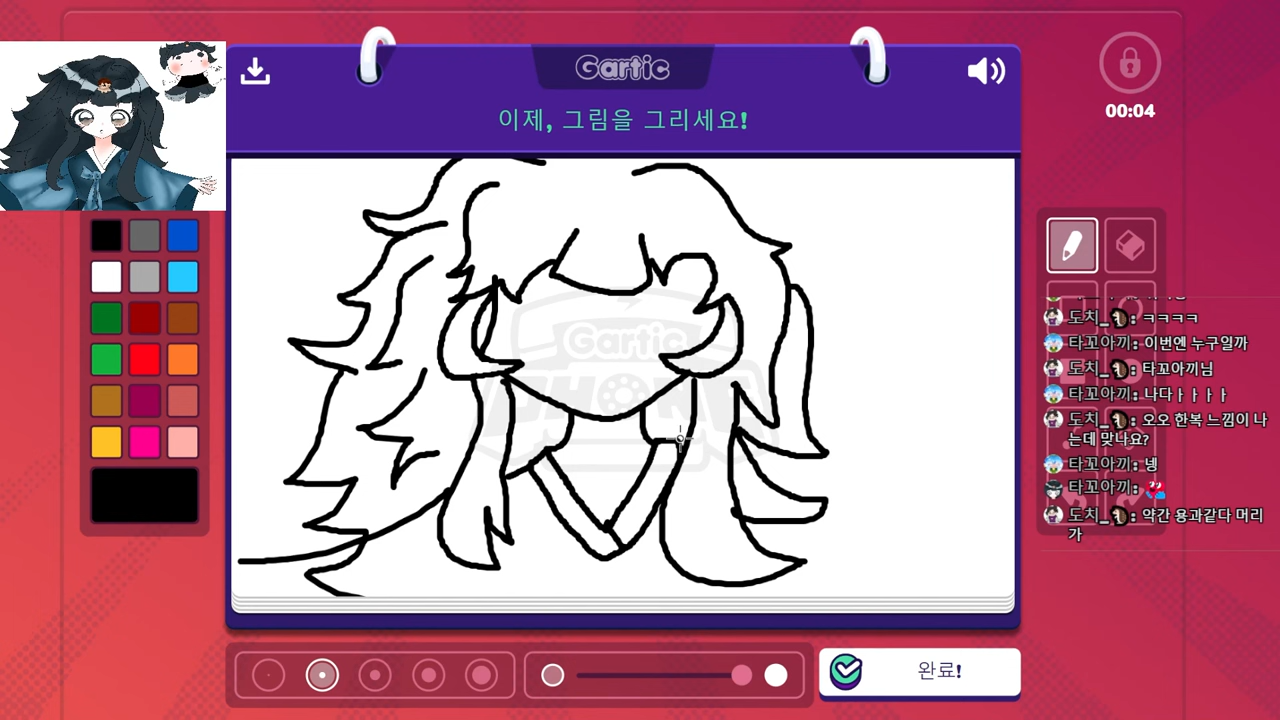 Gartic
이제, 그림을 그리세요!
00:04
Gartic
PHONE
도치_ : ㅋㅋㅋㅋ
타꼬아끼: 이번엔 누구일까
도치_ : 타꼬아끼님
타꼬아끼: 나다ㅏㅏㅏㅏ
도치_ : 오오 한복 느낌이 나
는데 맞나요?
타꼬아끼: 넹
타꼬아끼:
도치_ : 약간 용과같다 머리
가
완료!